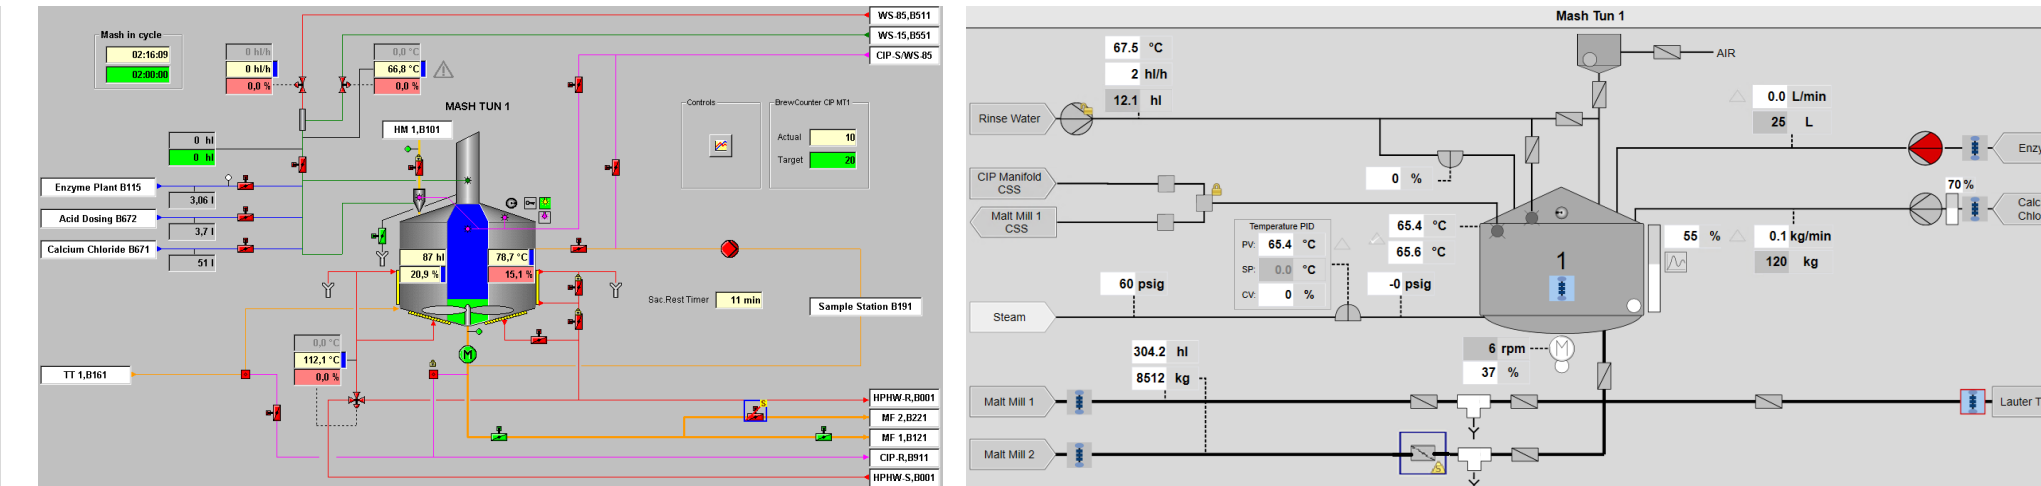 WS-85,B511
WS-15,B551
CIP-S/WS-85
Mash in cycle
02:16:09
02:00:00
0 hl/h
0 hl/h
0,0 %
0,0 °C
66,8 °C
0,0 %
MASH TUN 1
HM 1,B101
Controls
BrewCounter CIP MT1
Actual 10
Target 20
0 hl
0 hl
Enzyme Plant B115
3,06 l
Acid Dosing B672
3,7 l
Calcium Chloride B671
51 l
87 hl
20,9 %
78,7 °C
15,1 %
Sac.Rest Timer 11 min
Sample Station B191
0,0 °C
112,1 °C
0,0 %
TT 1,B161
M
S
HPHW-R,B001
MF 2,B221
MF 1,B121
CIP-R,B911
HPHW-S,B001
Mash Tun 1
67.5 °C
2 hl/h
12.1 hl
AIR
Rinse Water
0.0 L/min
25 L
Enzy
CIP Manifold
CSS
Malt Mill 1
CSS
0 %
70 %
Calc
Chlo
Temperature PID
PV: 65.4 °C
SP: 0.0 °C
CV: 0 %
65.4 °C
65.6 °C
55 %
0.1 kg/min
120 kg
1
60 psig
-0 psig
Steam
6 rpm
37 %
M
304.2 hl
8512 kg
Malt Mill 1
Lauter T
Malt Mill 2
S